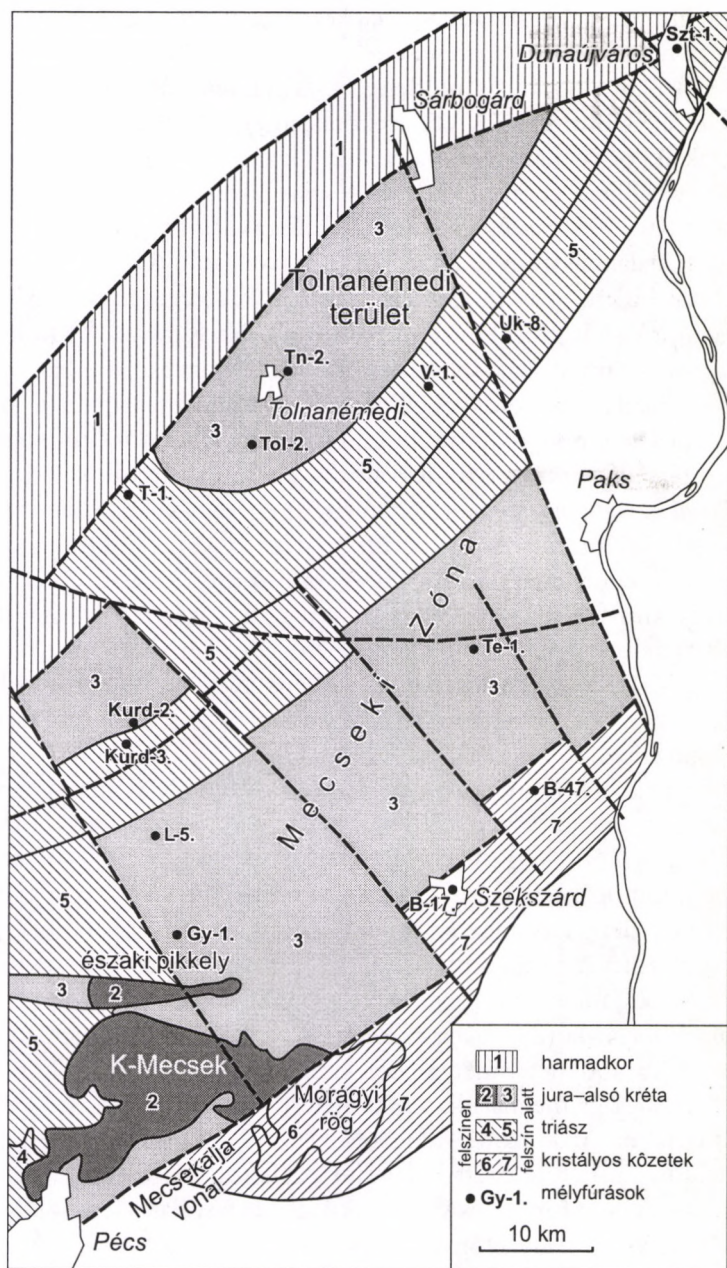 Szt-1.
Dunaújváros
Sárbogárd
1
3
5
Tolnanémedi
terület
Uk-8.
Tn-2.
V-1.
Tolnanémedi
1
3
Tol-2.
5
T-1.
Paks
Mecseki Zóna
5
Te-1.
3
3
Kurd-2.
Kurd-3.
B-47.
3
7
L-5.
5
B-17.
Szekszárd
Gy-1.
3
7
északi pikkely
3
2
5
K-Mecsek
2
Mórágyi
rög
7
6
4
Mecsekalja
vonal
Pécs
felszínen
felszín alatt
1 harmadkor
2 3 jura–alsó kréta
4 5 triász
6 7 kristályos kőzetek
Gy-1. mélyfúrások
10 km